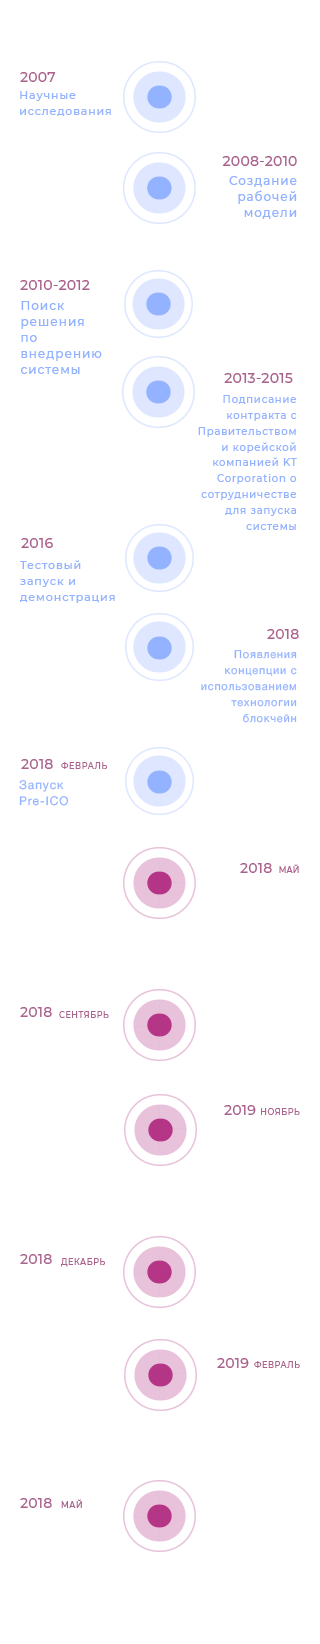 2007
Научные
исследования
2008-2010
Создание
рабочей
модели
2010-2012
Поиск
решения
по
внедрению
системы
2013-2015
Подписание
контракта с
Правительством
и корейской
компанией KT
Corporation о
сотрудничестве
для запуска
системы
2016
Тестовый
запуск и
демонстрация
2018
Появления
концепции с
использованием
технологии
блокчейн
2018 ФЕВРАЛЬ
Запуск
Pre-ICO
2018 МАЙ
2018 СЕНТЯБРЬ
2019 НОЯБРЬ
2018 ДЕКАБРЬ
2019 ФЕВРАЛЬ
2018 МАЙ